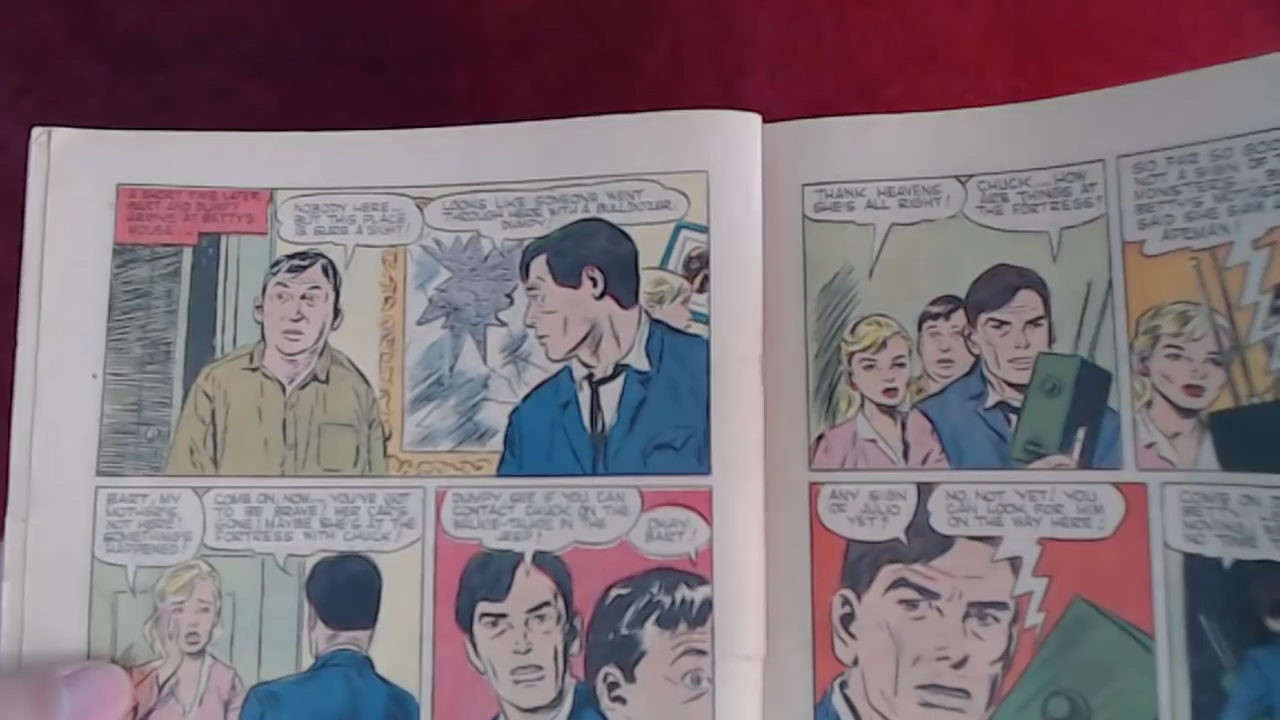 A SHORT TIME LATER,
BART AND DUMPY
ARRIVE AT BETTY'S
HOUSE...
NOBODY HERE...
BUT THIS PLACE
IS SURE A SIGHT!
LOOKS LIKE SOMEONE WENT
THROUGH HERE WITH A BULLDOZER,
DUMPY!
BART, MY
MOTHER'S
NOT HERE!
SOMETHING'S
HAPPENED!
COME ON, NOW... YOU'VE GOT
TO BE BRAVE! HER CAR'S
GONE! MAYBE SHE'S AT THE
FORTRESS WITH CHUCK!
DUMPY, SEE IF YOU CAN
CONTACT CHUCK ON THE
WALKIE-TALKIE IN THE
JEEP!
OKAY,
BART!
THANK HEAVENS
SHE'S ALL RIGHT!
CHUCK... HOW
ARE THINGS AT
THE FORTRESS?
SO FAR SO GOOD
NOT A SIGN OF T
MONSTERS... B
BETTY'S MOTHER
SAID SHE SAW A
APEMAN!
ANY SIGN
OF JULIO
YET?
NO, NOT YET! YOU
CAN LOOK FOR HIM
ON THE WAY HERE!
COME ON,
BETTY
MOVING
NO TIME